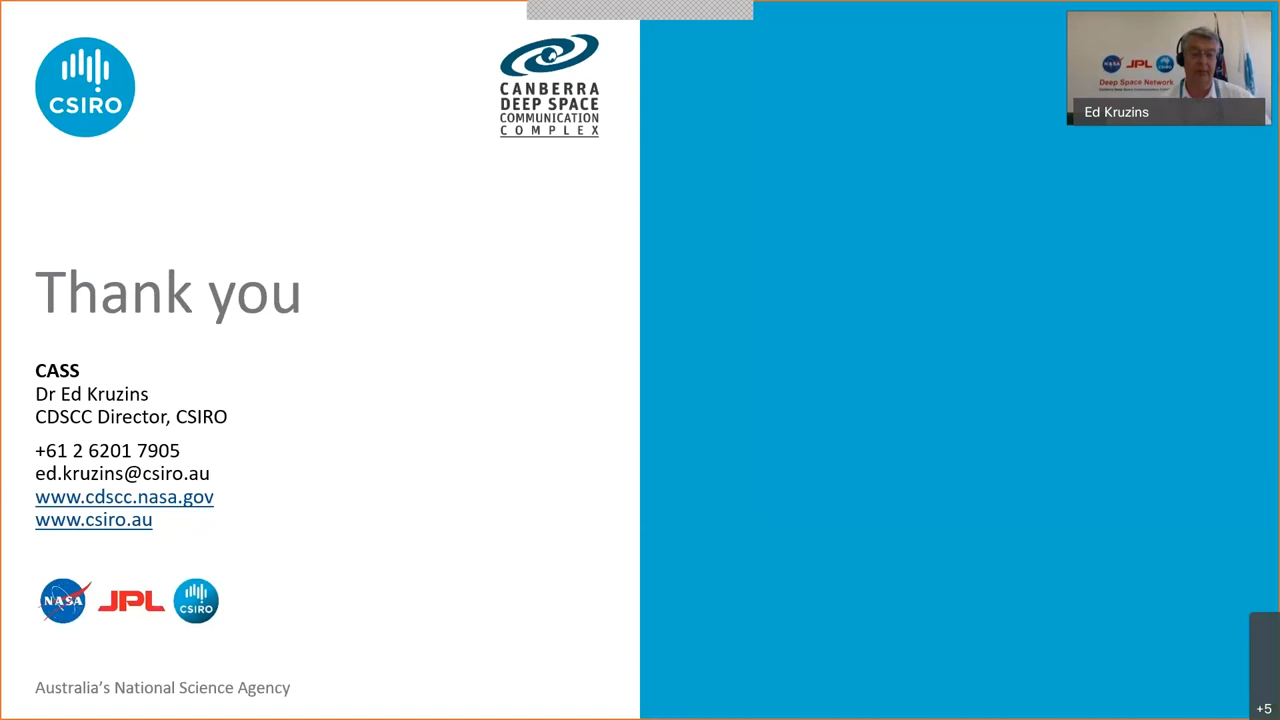 CSIRO
CANBERRA
DEEP SPACE
COMMUNICATION
COMPLEX
NASA JPL
Deep Space Network
Ed Kruzins
Thank you
CASS
Dr Ed Kruzins
CDSCC Director, CSIRO
+61 2 6201 7905
ed.kruzins@csiro.au
www.cdscc.nasa.gov
www.csiro.au
NASA JPL CSIRO
Australia's National Science Agency
+5